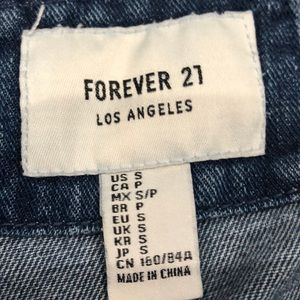 FOREVER 21
LOS ANGELES
US S
CA P
MX S/P
BR P
EU S
UK S
KR S
JP S
CN 160/84A
MADE IN CHINA